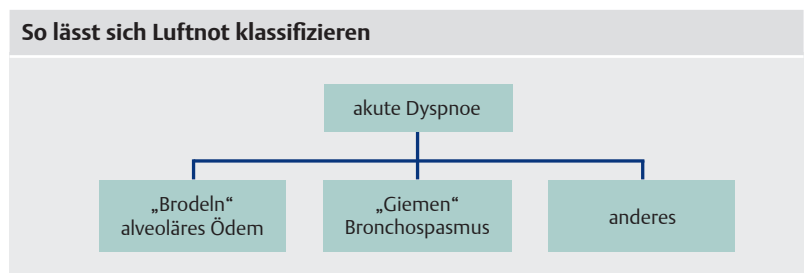 So lässt sich Luftnot klassifizieren
akute Dyspnoe
„Brodeln“
alveoläres Ödem
„Giemen“
Bronchospasmus
anderes